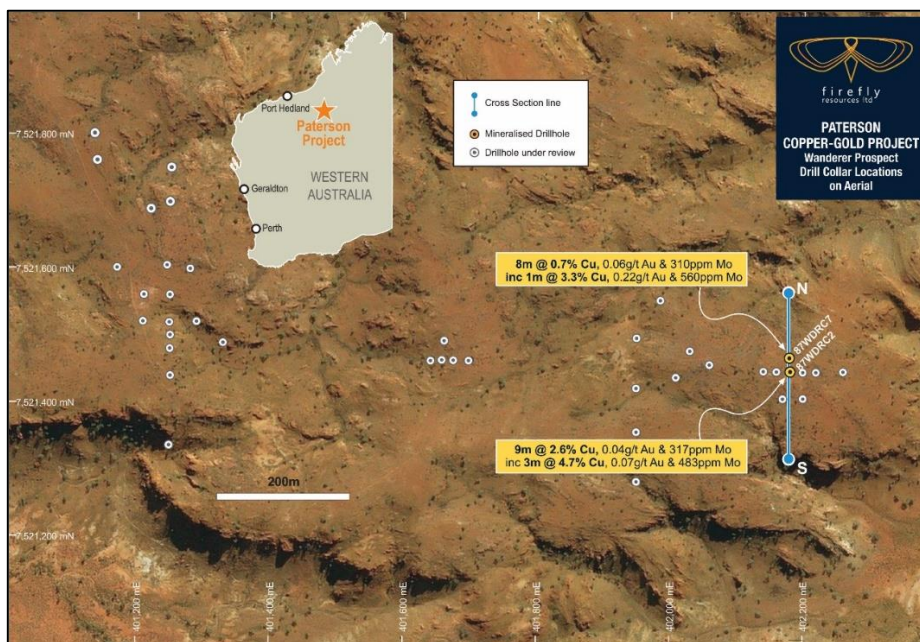 firefly
resources ltd
PATERSON
COPPER-GOLD PROJECT
Wanderer Prospect
Drill Collar Locations
on Aerial
Cross Section line
Mineralised Drillhole
Drillhole under review
Port Hedland
Paterson
Project
WESTERN
AUSTRALIA
Geraldton
Perth
7,521,800 mN
7,521,600 mN
7,521,400 mN
7,521,200 mN
8m @ 0.7% Cu, 0.06g/t Au & 310ppm Mo
inc 1m @ 3.3% Cu, 0.22g/t Au & 560ppm Mo
N
87WDRC7
87WDRC2
9m @ 2.6% Cu, 0.04g/t Au & 317ppm Mo
inc 3m @ 4.7% Cu, 0.07g/t Au & 483ppm Mo
S
200m
401,200 mE
401,400 mE
401,600 mE
401,800 mE
402,000 mE
402,200 mE